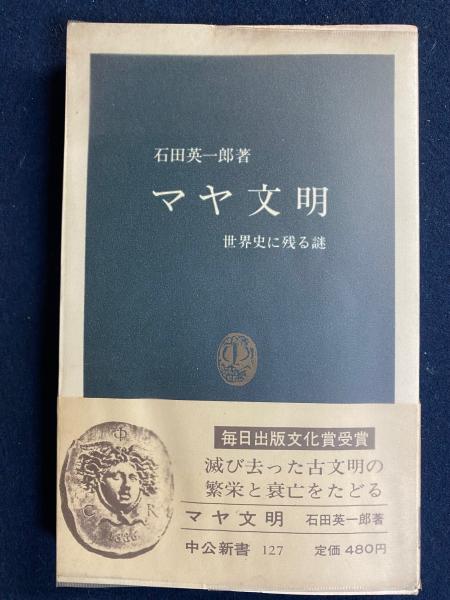 石田英一郎著
マヤ文明
世界史に残る謎
毎日出版文化賞受賞
滅び去った古文明の
繁栄と衰亡をたどる
マヤ文明 石田英一郎著
中公新書 127 定価 480円
Φ
C R
1886